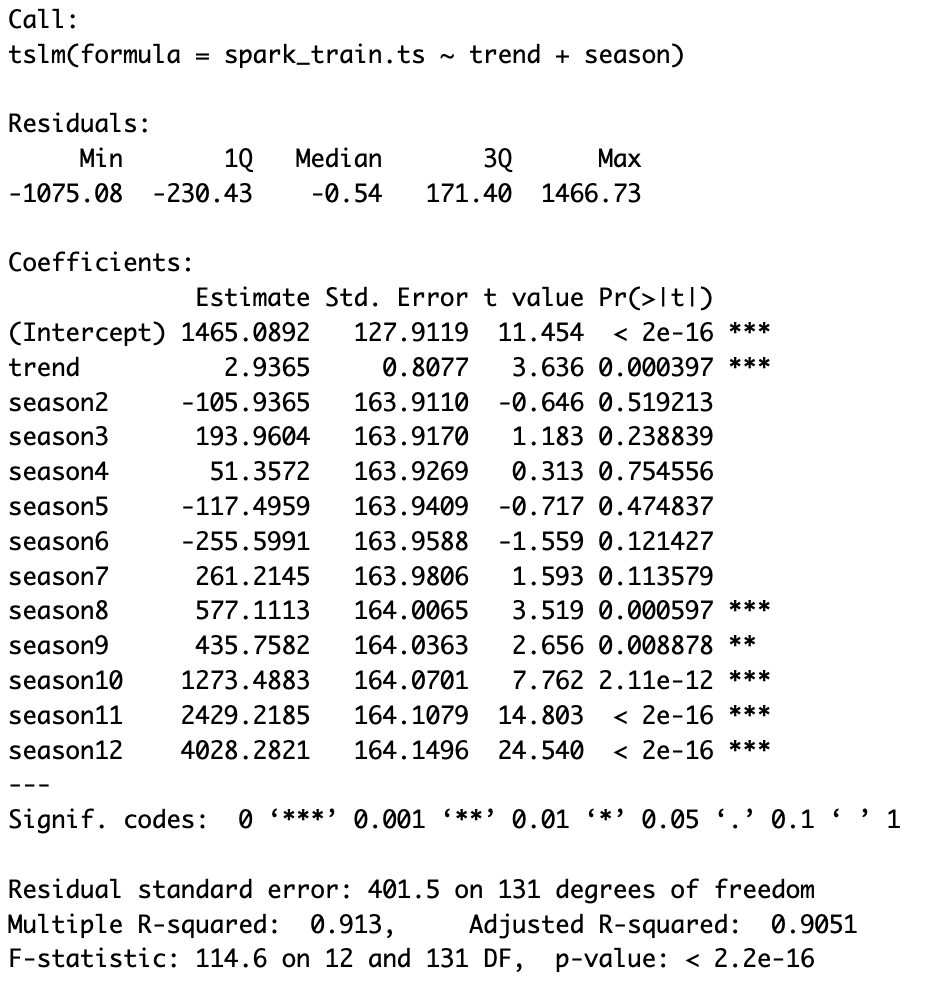 Call:
tslm(formula = spark_train.ts ~ trend + season)
Residuals:
     Min       1Q   Median       3Q      Max
-1075.08  -230.43    -0.54   171.40  1466.73
Coefficients:
             Estimate Std. Error t value Pr(>|t|)
(Intercept) 1465.0892   127.9119  11.454  < 2e-16 ***
trend          2.9365     0.8077   3.636 0.000397 ***
season2     -105.9365   163.9110  -0.646 0.519213
season3      193.9604   163.9170   1.183 0.238839
season4       51.3572   163.9269   0.313 0.754556
season5     -117.4959   163.9409  -0.717 0.474837
season6     -255.5991   163.9588  -1.559 0.121427
season7      261.2145   163.9806   1.593 0.113579
season8      577.1113   164.0065   3.519 0.000597 ***
season9      435.7582   164.0363   2.656 0.008878 **
season10    1273.4883   164.0701   7.762 2.11e-12 ***
season11    2429.2185   164.1079  14.803  < 2e-16 ***
season12    4028.2821   164.1496  24.540  < 2e-16 ***
---
Signif. codes:  0 ‘***’ 0.001 ‘**’ 0.01 ‘*’ 0.05 ‘.’ 0.1 ‘ ’ 1
Residual standard error: 401.5 on 131 degrees of freedom
Multiple R-squared:  0.913,     Adjusted R-squared:  0.9051
F-statistic: 114.6 on 12 and 131 DF,  p-value: < 2.2e-16